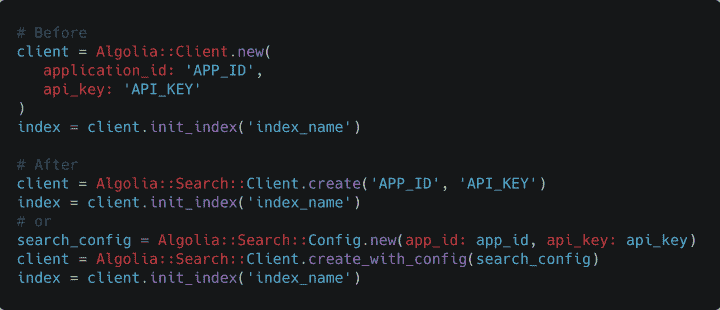 # Before
client = Algolia::Client.new(
   application_id: 'APP_ID',
   api_key: 'API_KEY'
)
index = client.init_index('index_name')

# After
client = Algolia::Search::Client.create('APP_ID', 'API_KEY')
index = client.init_index('index_name')
# or
search_config = Algolia::Search::Config.new(app_id: app_id, api_key: api_key)
client = Algolia::Search::Client.create_with_config(search_config)
index = client.init_index('index_name')